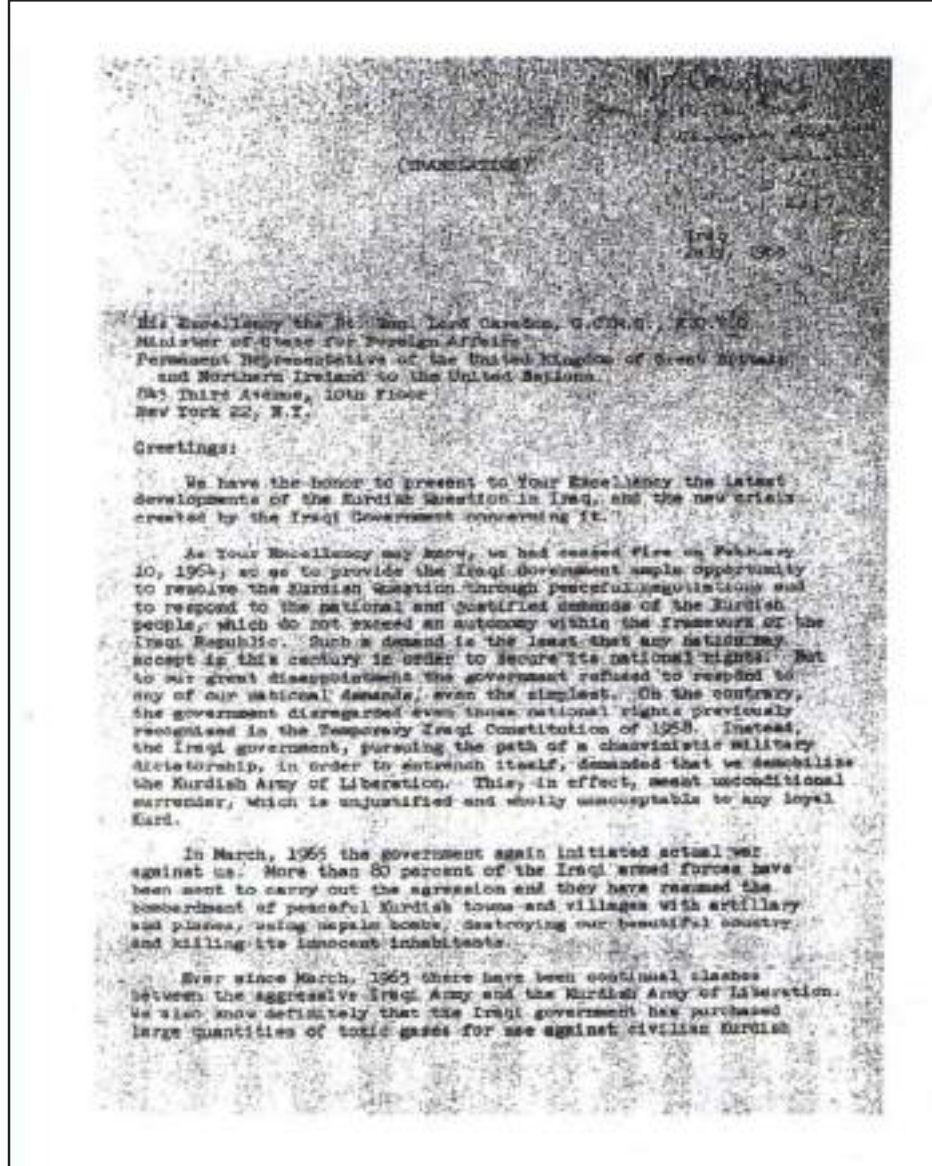 (TRANSLATION)
Iraq
July, 1965
His Excellency the Rt. Hon. Lord Caradon, G.C.M.G., K.C.V.O
Minister of State for Foreign Affairs
Permanent Representative of the United Kingdom of Great Britain
and Northern Ireland to the United Nations
845 Third Avenue, 10th Floor
New York 22, N.Y.
Greetings:
We have the honor to present to Your Excellency the latest
developments of the Kurdish Question in Iraq, and the new crisis
created by the Iraqi Government concerning it.
As Your Excellency may know, we had ceased fire on February
10, 1964, so as to provide the Iraqi Government ample opportunity
to resolve the Kurdish Question through peaceful negotiations and
to respond to the national and justified demands of the Kurdish
people, which do not exceed an autonomy within the framework of the
Iraqi Republic. Such a demand is the least that any nation may
accept in this century in order to secure its national rights. But
to our great disappointment the government refused to respond to
any of our national demands, even the simplest. On the contrary,
the government disregarded even those national rights previously
recognized in the Temporary Iraqi Constitution of 1958. Instead,
the Iraqi government, pursuing the path of a chauvinistic military
dictatorship, in order to entrench itself, demanded that we demobilize
the Kurdish Army of Liberation. This, in effect, meant unconditional
surrender, which is unjustified and wholly unacceptable to any loyal
Kurd.
In March, 1965 the government again initiated actual war
against us. More than 80 percent of the Iraqi armed forces have
been sent to carry out the agression and they have resumed the
bombardment of peaceful Kurdish towns and villages with artillary
and planes, using napalm bombs, destroying our beautiful country
and killing its innocent inhabitants.
Ever since March, 1965 there have been continual clashes
between the aggressive Iraqi Army and the Kurdish Army of Liberation.
We also know definitely that the Iraqi government has purchased
large quantities of toxic gases for use against civilian Kurdish